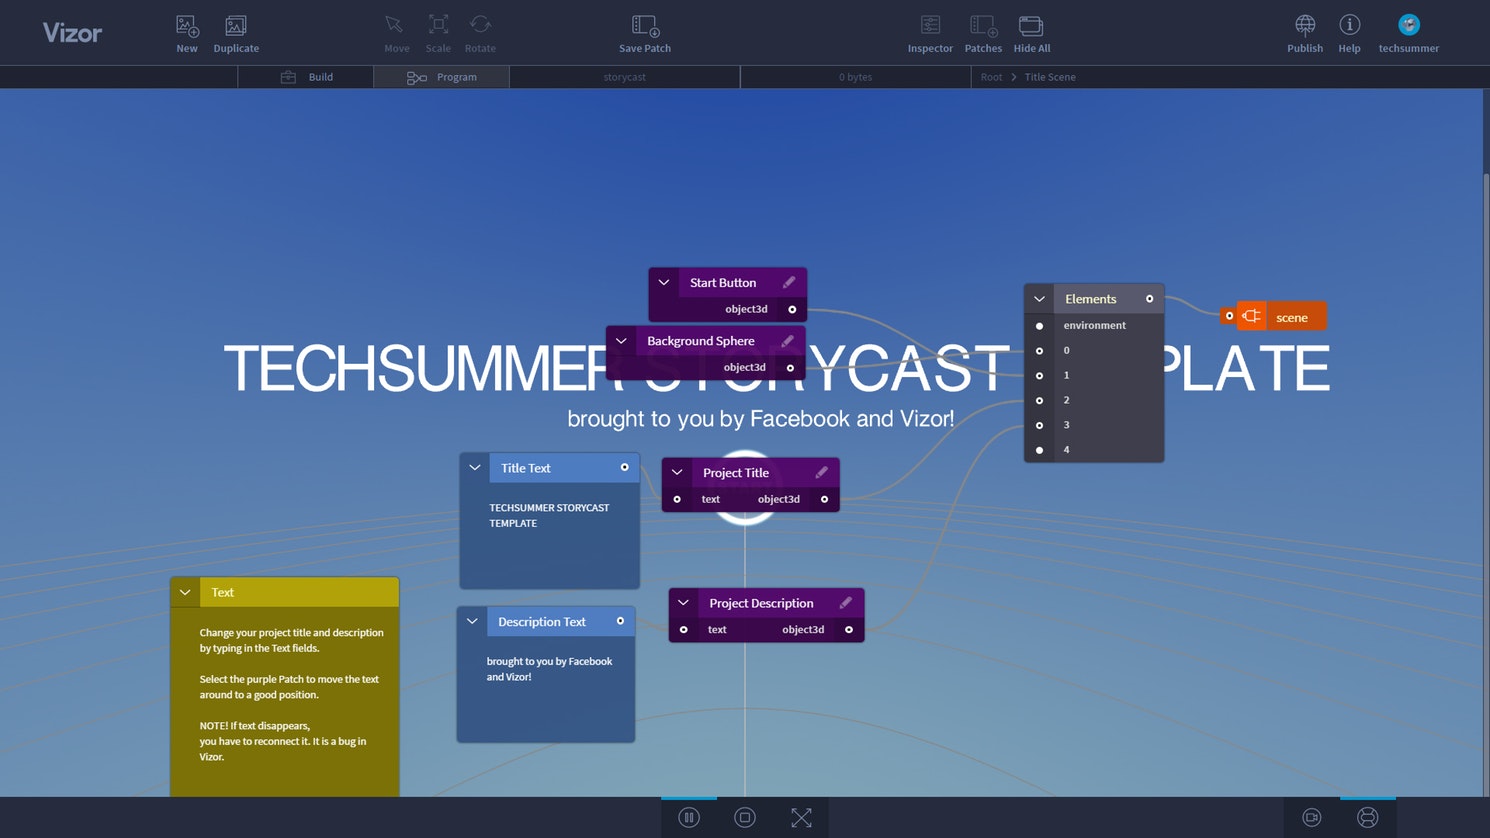 Vizor
New
Duplicate
Move
Scale
Rotate
Save Patch
Inspector
Patches
Hide All
Publish
Help
techsummer
Build
Program
storycast
0 bytes
Root > Title Scene
Start Button
object3d
Background Sphere
object3d
Elements
environment
0
1
2
3
4
scene
TECHSUMMER STORYCAST
PLATE
brought to you by Facebook and Vizor!
Title Text
TECHSUMMER STORYCAST
TEMPLATE
Project Title
text object3d
Text
Change your project title and description
by typing in the Text fields.
Select the purple Patch to move the text
around to a good position.
NOTE! If text disappears,
you have to reconnect it. It is a bug in
Vizor.
Description Text
brought to you by Facebook
and Vizor!
Project Description
text object3d